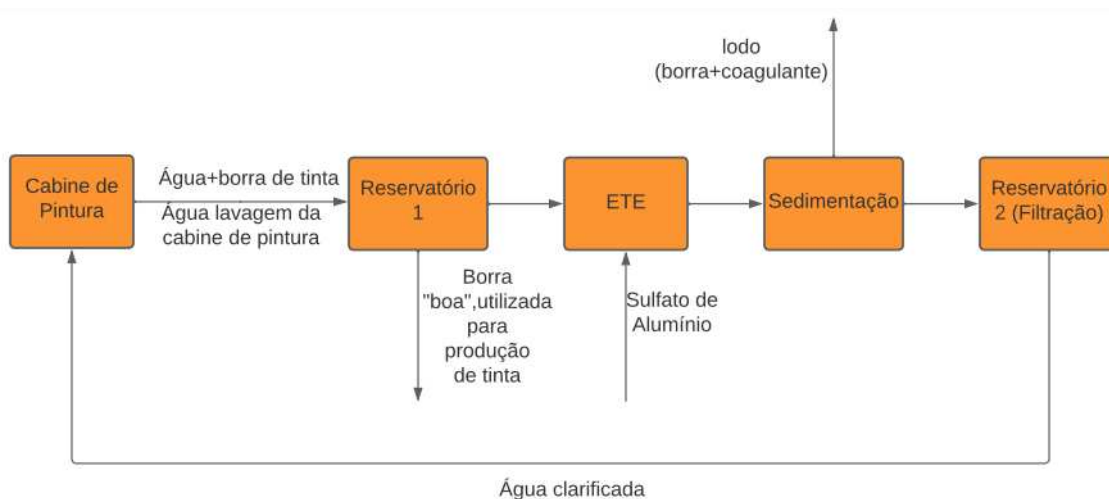 lodo
(borra+coagulante)
Cabine de
Pintura
Água+borra de tinta
Água lavagem da
cabine de pintura
Reservatório
1
ETE
Sedimentação
Reservatório
2 (Filtração)
Borra
"boa",utilizada
para
produção
de tinta
Sulfato de
Alumínio
Água clarificada